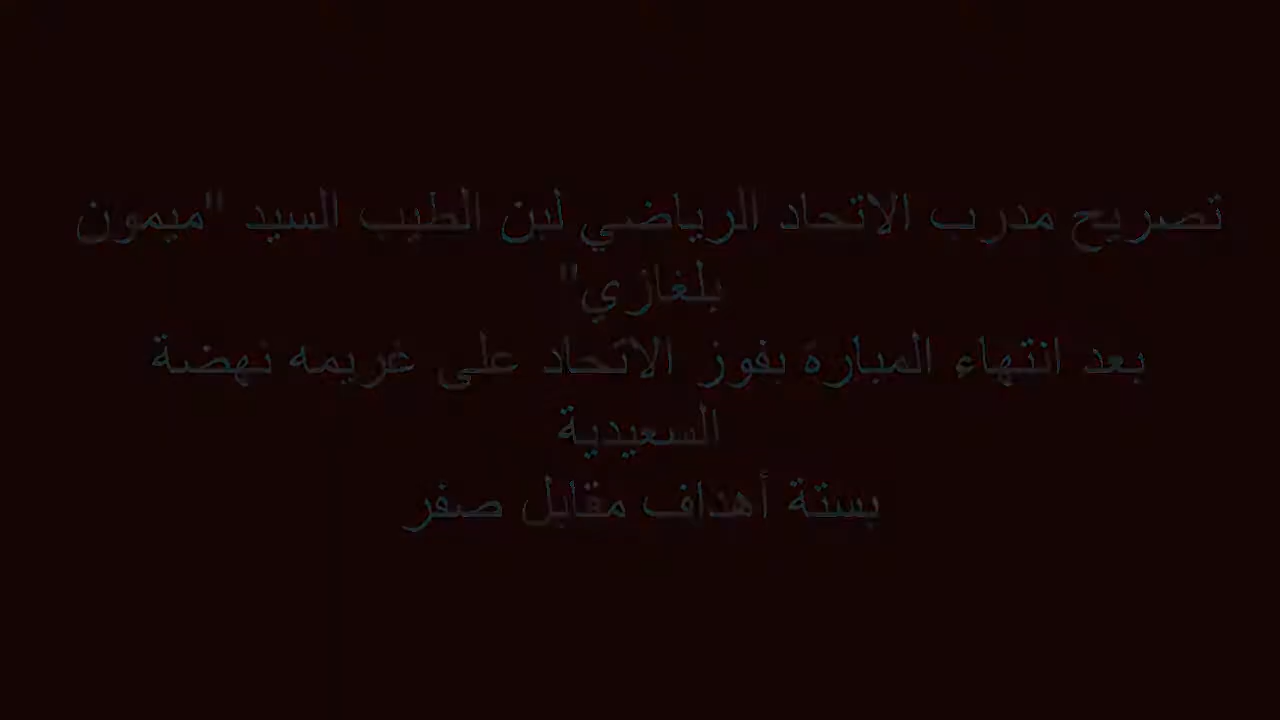 تصريح مدرب الاتحاد الرياضي لبن الطيب السيد "ميمون
بلغازي"
بعد انتهاء المبارة بفوز الاتحاد على غريمه نهضة
السعيدية
بستة أهداف مقابل صفر